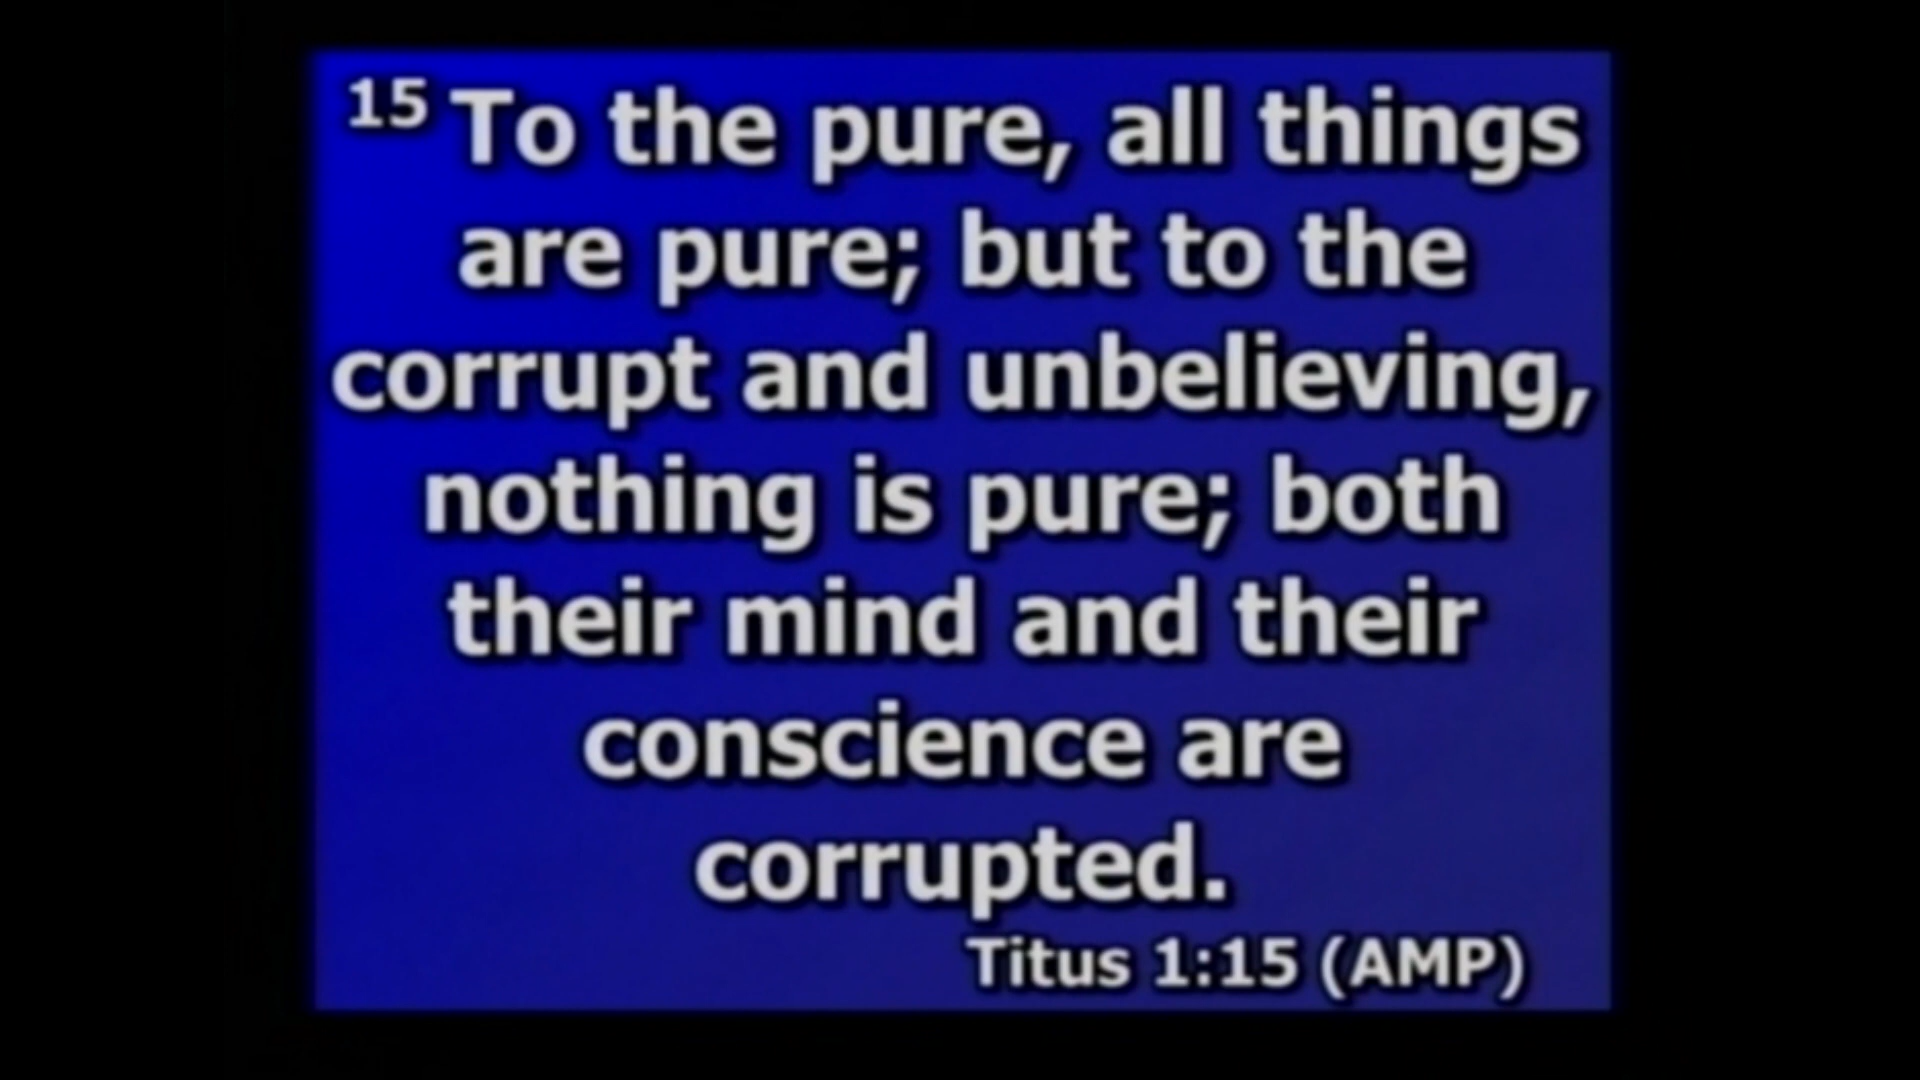 15 To the pure, all things
are pure; but to the
corrupt and unbelieving,
nothing is pure; both
their mind and their
conscience are
corrupted.
Titus 1:15 (AMP)